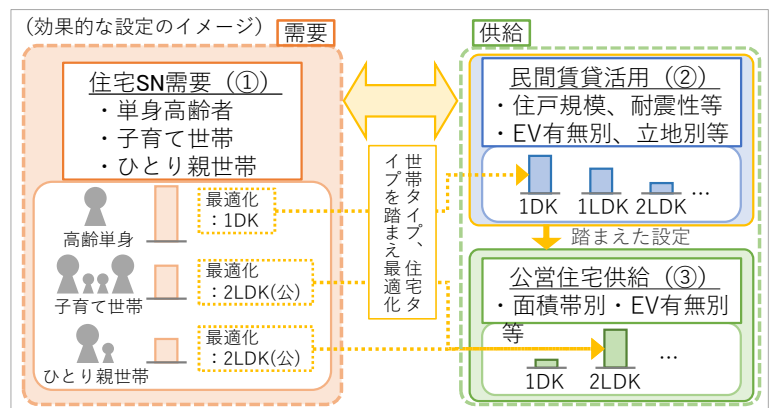 （効果的な設定のイメージ）
需要
住宅SN需要（①）
・単身高齢者
・子育て世帯
・ひとり親世帯
高齢単身
最適化
：1DK
子育て世帯
最適化
：2LDK(公)
ひとり親世帯
最適化
：2LDK(公)
世帯タイプ、住宅タ
イプを踏まえ最適化
供給
民間賃貸活用（②）
・住戸規模、耐震性等
・EV有無別、立地別等
1DK
1LDK
2LDK
…
踏まえた設定
公営住宅供給（③）
・面積帯別・EV有無別
等
1DK
2LDK
…